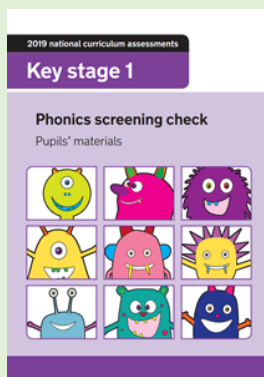 2019 national curriculum assessments
Key stage 1
Phonics screening check
Pupils' materials